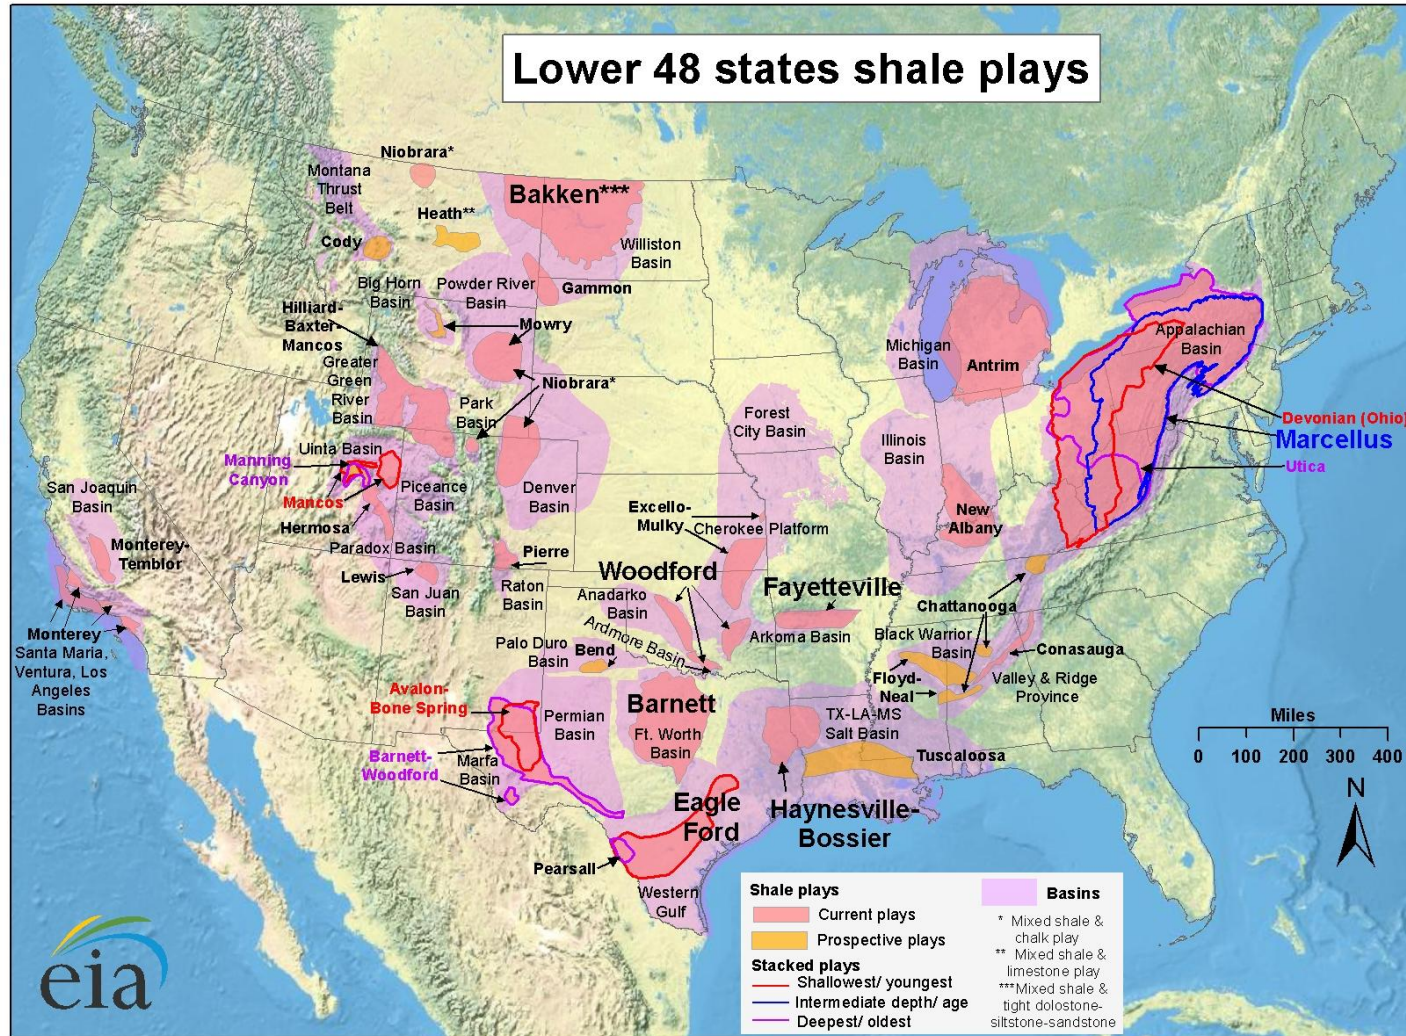 Lower 48 states shale plays
Niobrara*
Montana
Thrust
Belt
Bakken***
Heath**
Cody
Williston
Basin
Big Horn
Basin
Powder River
Basin
Gammon
Hilliard-
Baxter-
Mancos
Mowry
Greater
Green
River
Basin
Niobrara*
Park
Basin
Uinta Basin
Manning
Canyon
Mancos
Piceance
Basin
Denver
Basin
Hermosa
Paradox Basin
San Joaquin
Basin
Monterey-
Temblor
Lewis
San Juan
Basin
Pierre
Raton
Basin
Monterey
Santa Maria,
Ventura, Los
Angeles
Basins
Michigan
Basin
Antrim
Appalachian
Basin
Devonian (Ohio)
Marcellus
Utica
Forest
City Basin
Illinois
Basin
New
Albany
Excello-
Mulky
Cherokee Platform
Woodford
Anadarko
Basin
Fayetteville
Arkoma Basin
Ardmore Basin
Palo Duro
Basin
Bend
Chattanooga
Black Warrior
Basin
Conasauga
Floyd-
Neal
Valley & Ridge
Province
Avalon-
Bone Spring
Permian
Basin
Barnett
Ft. Worth
Basin
TX-LA-MS
Salt Basin
Tuscaloosa
Barnett-
Woodford
Marfa
Basin
Eagle
Ford
Haynesville-
Bossier
Pearsall
Western
Gulf
Miles
0 100 200 300 400
N
Shale plays
Current plays
Prospective plays
Stacked plays
Shallowest/ youngest
Intermediate depth/ age
Deepest/ oldest
Basins
* Mixed shale &
chalk play
** Mixed shale &
limestone play
***Mixed shale &
tight dolostone-
siltstone-sandstone
eia